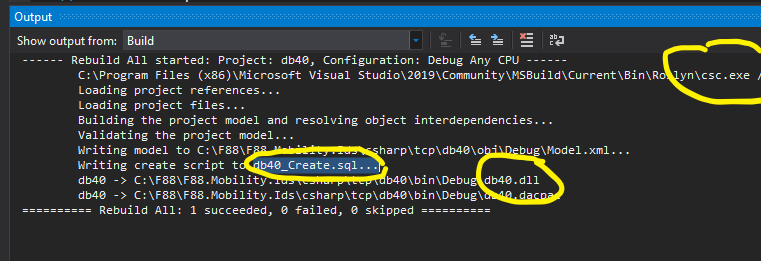 Output
Show output from: Build
------ Rebuild All started: Project: db40, Configuration: Debug Any CPU ------
C:\Program Files (x86)\Microsoft Visual Studio\2019\Community\MSBuild\Current\Bin\Roslyn\csc.exe /
Loading project references...
Loading project files...
Building the project model and resolving object interdependencies...
Validating the project model...
Writing model to C:\F88\F88.Mobility.Ids\csharp\tcp\db40\obj\Debug\Model.xml...
Writing create script to db40_Create.sql...
db40 -> C:\F88\F88.Mobility.Ids\csharp\tcp\db40\bin\Debug\db40.dll
db40 -> C:\F88\F88.Mobility.Ids\csharp\tcp\db40\bin\Debug\db40.dacpac
========== Rebuild All: 1 succeeded, 0 failed, 0 skipped ==========